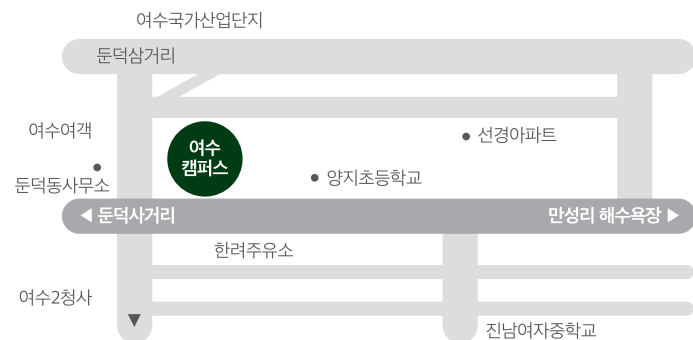 여수국가산업단지
둔덕삼거리
여수여객
선경아파트
여수
캠퍼스
양지초등학교
둔덕동사무소
◀ 둔덕사거리
만성리 해수욕장 ▶
한려주유소
여수2청사
▼
진남여자중학교